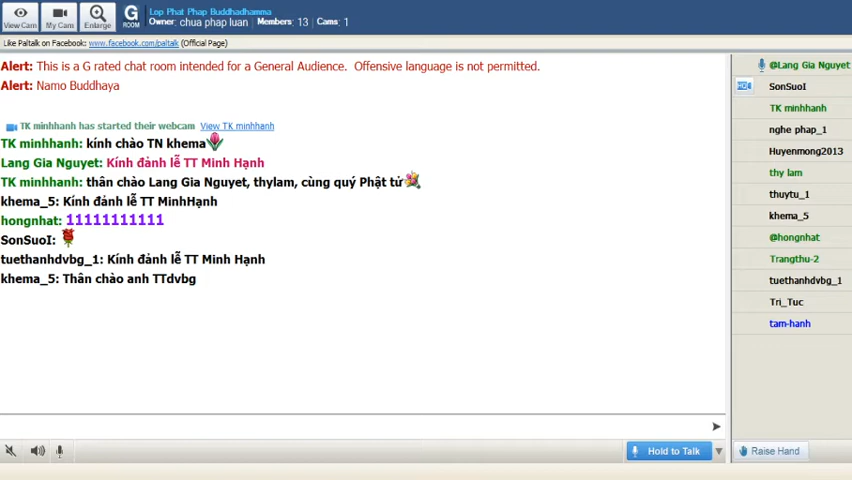 View Cam
My Cam
Enlarge
G
ROOM
Lop Phat Phap Buddhadhamma
Owner: chua phap luan Members: 13 Cams: 1
Like Paltalk on Facebook: www.facebook.com/paltalk (Official Page)
Alert: This is a G rated chat room intended for a General Audience. Offensive language is not permitted.
Alert: Namo Buddhaya
TK minhhanh has started their webcam View TK minhhanh
TK minhhanh: kính chào TN khema
Lang Gia Nguyet: Kính đảnh lễ TT Minh Hạnh
TK minhhanh: thân chào Lang Gia Nguyet, thylam, cùng quý Phật tử
khema_5: Kính đảnh lễ TT MinhHạnh
hongnhat: 11111111111
SonSuoI:
tuethanhdvbg_1: Kính đảnh lễ TT Minh Hạnh
khema_5: Thân chào anh TTdvbg
@Lang Gia Nguyet
HD
SonSuoI
TK minhhanh
nghe phap_1
Huyenmong2013
thy lam
thuytu_1
khema_5
@hongnhat
Trangthu-2
tuethanhdvbg_1
Tri_Tuc
tam-hanh
Hold to Talk
Raise Hand